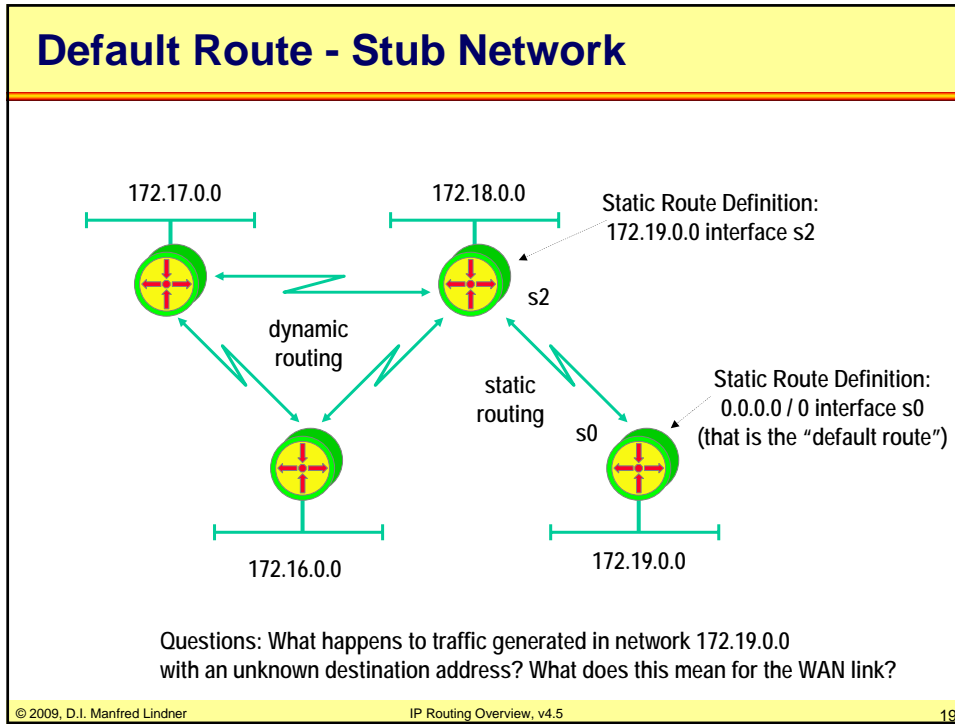 Default Route - Stub Network
172.17.0.0
172.18.0.0
Static Route Definition:
172.19.0.0 interface s2
s2
dynamic
routing
static
routing
s0
Static Route Definition:
0.0.0.0 / 0 interface s0
(that is the “default route”)
172.16.0.0
172.19.0.0
Questions: What happens to traffic generated in network 172.19.0.0
with an unknown destination address? What does this mean for the WAN link?
© 2009, D.I. Manfred Lindner
IP Routing Overview, v4.5
19